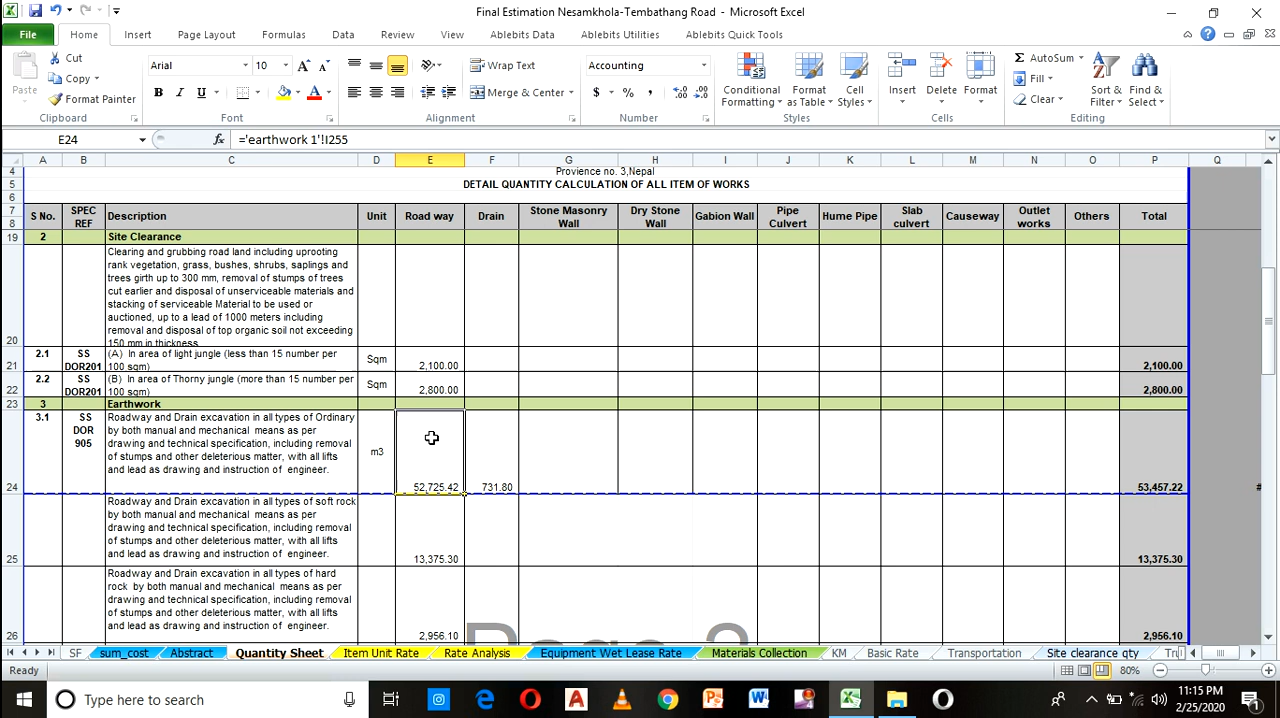 Final Estimation Nesamkhola-Tembathang Road - Microsoft Excel
File Home Insert Page Layout Formulas Data Review View Ablebits Data Ablebits Utilities Ablebits Quick Tools
Paste Cut Copy Format Painter Clipboard
Arial 10 B I U Font
Wrap Text Merge & Center Alignment
Accounting $ % , Number
Conditional Formatting Format as Table Cell Styles Styles
Insert Delete Format Cells
Σ AutoSum Fill Clear Sort & Filter Find & Select Editing
E24 fx ='earthwork 1'!I255
A B C D E F G H I J K L M N O P Q
4 Provience no. 3,Nepal
5 DETAIL QUANTITY CALCULATION OF ALL ITEM OF WORKS
6
7 8 S No. SPEC REF Description Unit Road way Drain Stone Masonry Wall Dry Stone Wall Gabion Wall Pipe Culvert Hume Pipe Slab culvert Causeway Outlet works Others Total
19 2 Site Clearance
Clearing and grubbing road land including uprooting
rank vegetation, grass, bushes, shrubs, saplings and
trees girth up to 300 mm, removal of stumps of trees
cut earlier and disposal of unserviceable materials and
stacking of serviceable Material to be used or
auctioned, up to a lead of 1000 meters including
removal and disposal of top organic soil not exceeding
20 150 mm in thickness
2.1 SS (A) In area of light jungle (less than 15 number per Sqm
21 DOR201 100 sqm) 2,100.00 2,100.00
2.2 SS (B) In area of Thorny jungle (more than 15 number per Sqm
22 DOR201 100 sqm) 2,800.00 2,800.00
23 3 Earthwork
3.1 SS Roadway and Drain excavation in all types of Ordinary
DOR by both manual and mechanical means as per
905 drawing and technical specification, including removal m3
of stumps and other deleterious matter, with all lifts
and lead as drawing and instruction of engineer.
24 52,725.42 731.80 53,457.22 #
Roadway and Drain excavation in all types of soft rock
by both manual and mechanical means as per
drawing and technical specification, including removal
of stumps and other deleterious matter, with all lifts
and lead as drawing and instruction of engineer.
25 13,375.30 13,375.30
Roadway and Drain excavation in all types of hard
rock by both manual and mechanical means as per
drawing and technical specification, including removal
of stumps and other deleterious matter, with all lifts
and lead as drawing and instruction of engineer.
26 2,956.10 2,956.10
Page 2
SF sum_cost Abstract Quantity Sheet Item Unit Rate Rate Analysis Equipment Wet Lease Rate Materials Collection KM Basic Rate Transportation Site clearance qty Tru
Ready 80%
Type here to search 11:15 PM
2/25/2020